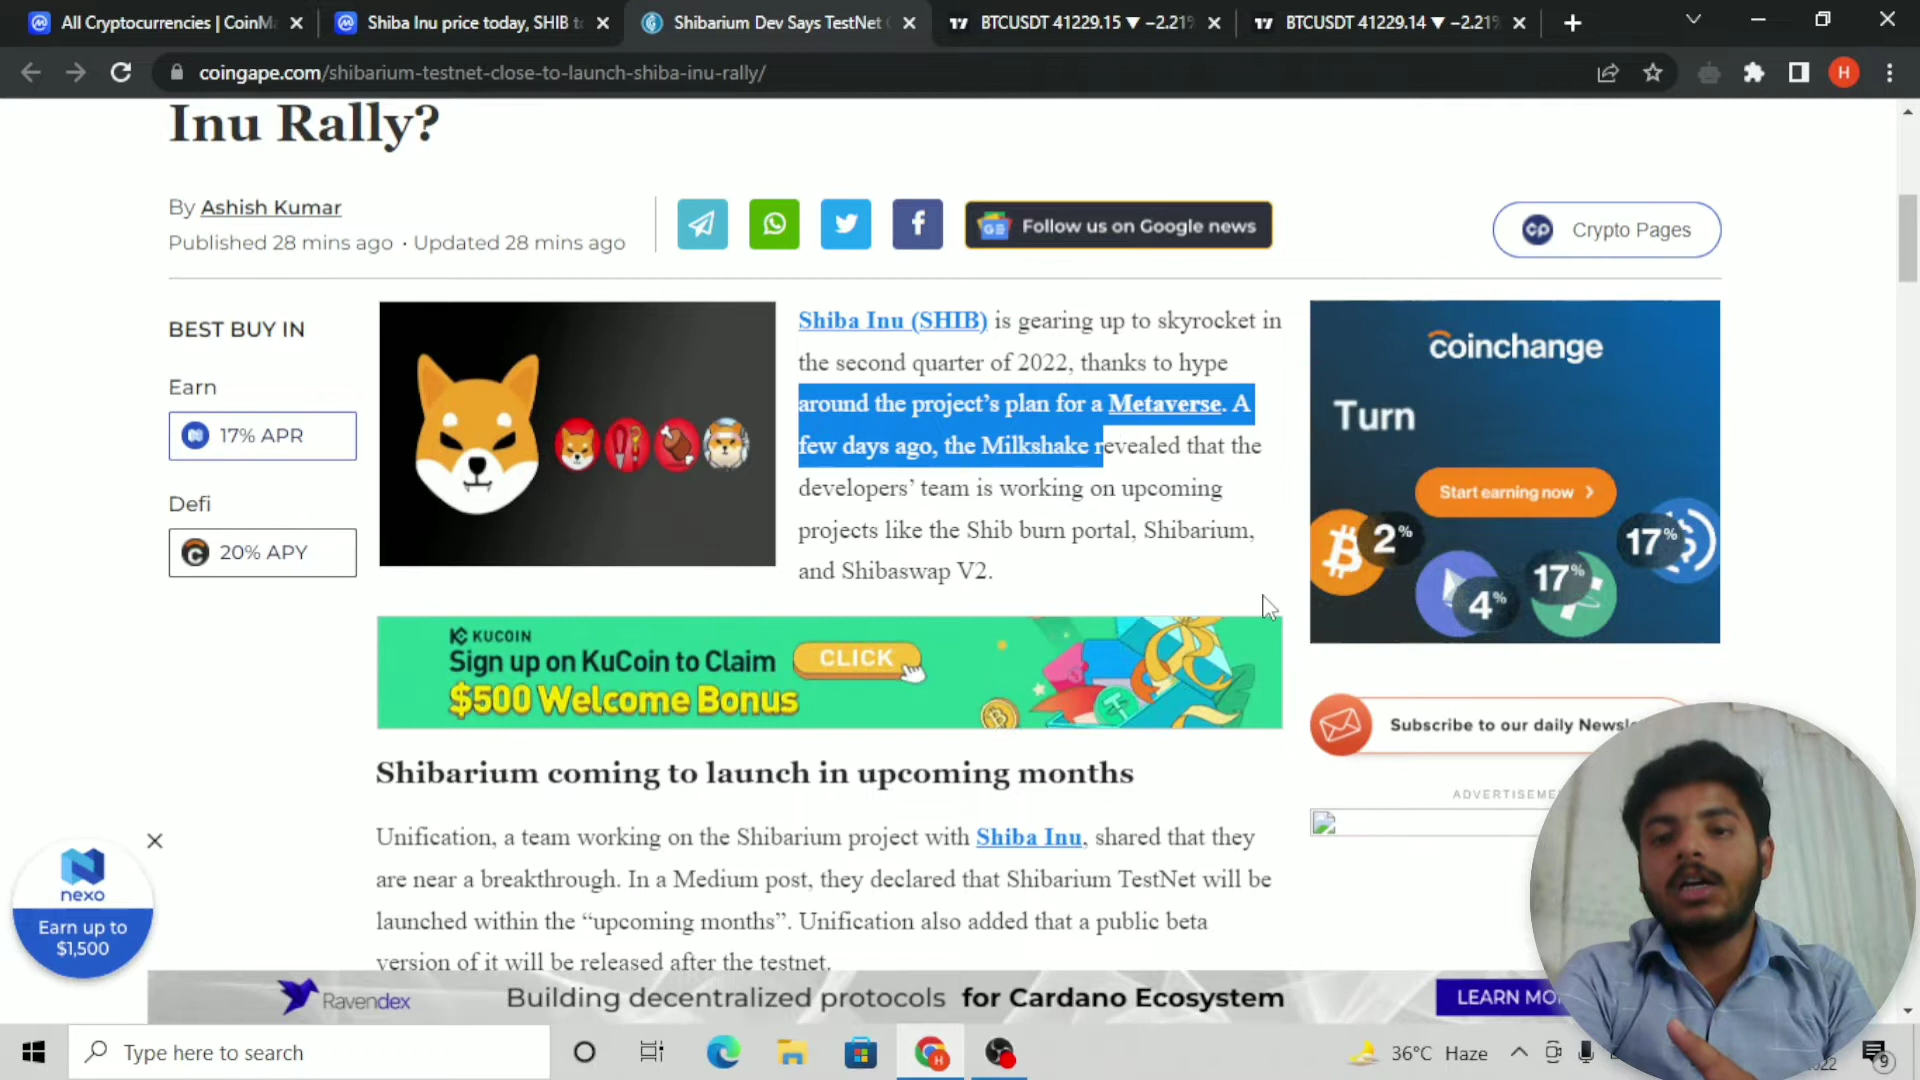 All Cryptocurrencies | CoinMa
Shiba Inu price today, SHIB to
Shibarium Dev Says TestNet
BTCUSDT 41229.15 ▼ −2.21%
BTCUSDT 41229.14 ▼ −2.21%
coingape.com/shibarium-testnet-close-to-launch-shiba-inu-rally/
H
Inu Rally?
By Ashish Kumar
Published 28 mins ago • Updated 28 mins ago
Follow us on Google news
Crypto Pages
BEST BUY IN
Earn
17% APR
Defi
20% APY
Shiba Inu (SHIB) is gearing up to skyrocket in
the second quarter of 2022, thanks to hype
around the project's plan for a Metaverse. A
few days ago, the Milkshake revealed that the
developers' team is working on upcoming
projects like the Shib burn portal, Shibarium,
and Shibaswap V2.
coinchange
Turn
Start earning now
2%
4%
17%
17%
KUCOIN
Sign up on KuCoin to Claim
$500 Welcome Bonus
CLICK
Subscribe to our daily Newsl
ADVERTISEME
Shibarium coming to launch in upcoming months
Unification, a team working on the Shibarium project with Shiba Inu, shared that they
are near a breakthrough. In a Medium post, they declared that Shibarium TestNet will be
launched within the “upcoming months”. Unification also added that a public beta
version of it will be released after the testnet.
nexo
Earn up to
$1,500
Ravendex
Building decentralized protocols for Cardano Ecosystem
LEARN MO
Type here to search
36°C Haze
9